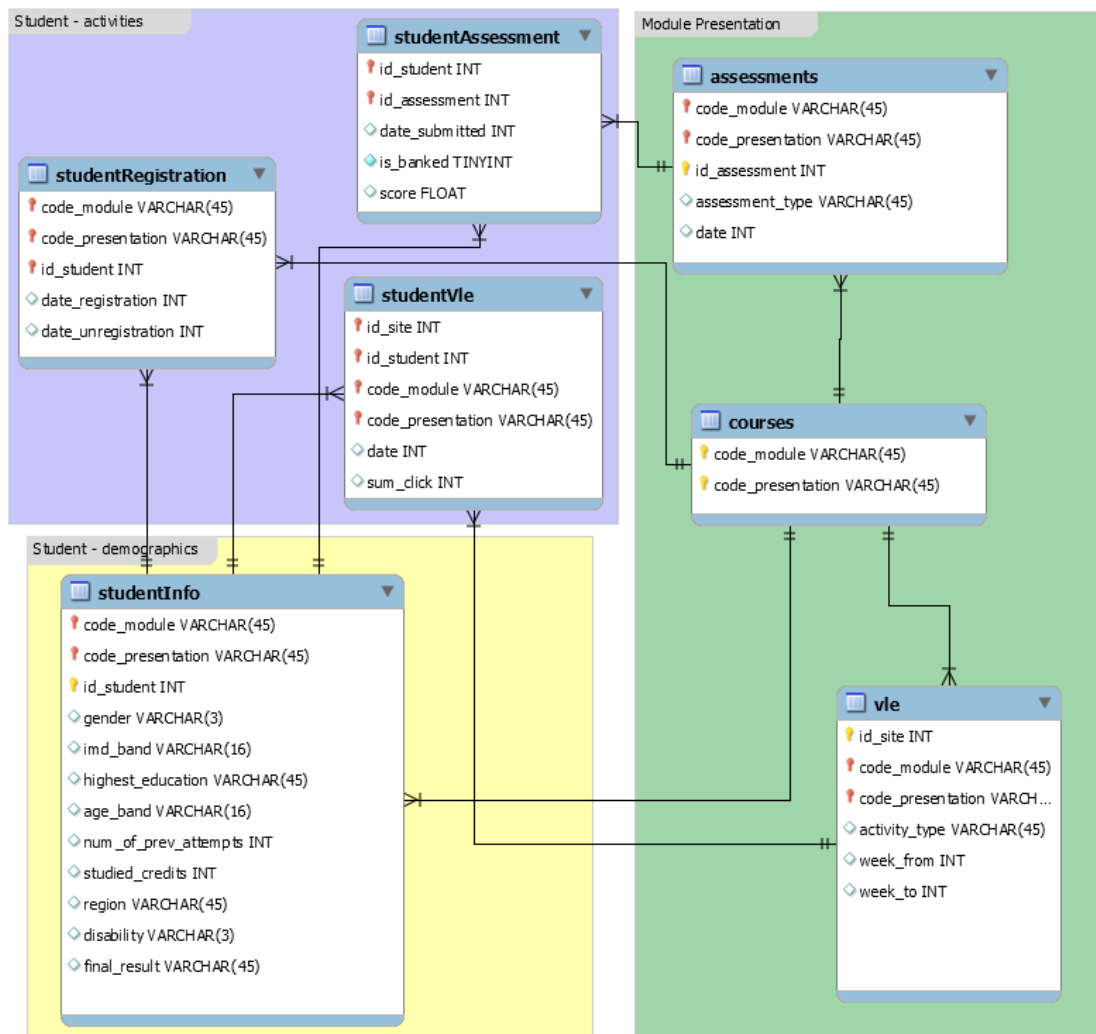 Student - activities
studentAssessment
id_student INT
id_assessment INT
date_submitted INT
is_banked TINYINT
score FLOAT
studentRegistration
code_module VARCHAR(45)
code_presentation VARCHAR(45)
id_student INT
date_registration INT
date_unregistration INT
studentVle
id_site INT
id_student INT
code_module VARCHAR(45)
code_presentation VARCHAR(45)
date INT
sum_click INT
Module Presentation
assessments
code_module VARCHAR(45)
code_presentation VARCHAR(45)
id_assessment INT
assessment_type VARCHAR(45)
date INT
courses
code_module VARCHAR(45)
code_presentation VARCHAR(45)
Student - demographics
studentInfo
code_module VARCHAR(45)
code_presentation VARCHAR(45)
id_student INT
gender VARCHAR(3)
imd_band VARCHAR(16)
highest_education VARCHAR(45)
age_band VARCHAR(16)
num_of_prev_attempts INT
studied_credits INT
region VARCHAR(45)
disability VARCHAR(3)
final_result VARCHAR(45)
vle
id_site INT
code_module VARCHAR(45)
code_presentation VARCH...
activity_type VARCHAR(45)
week_from INT
week_to INT